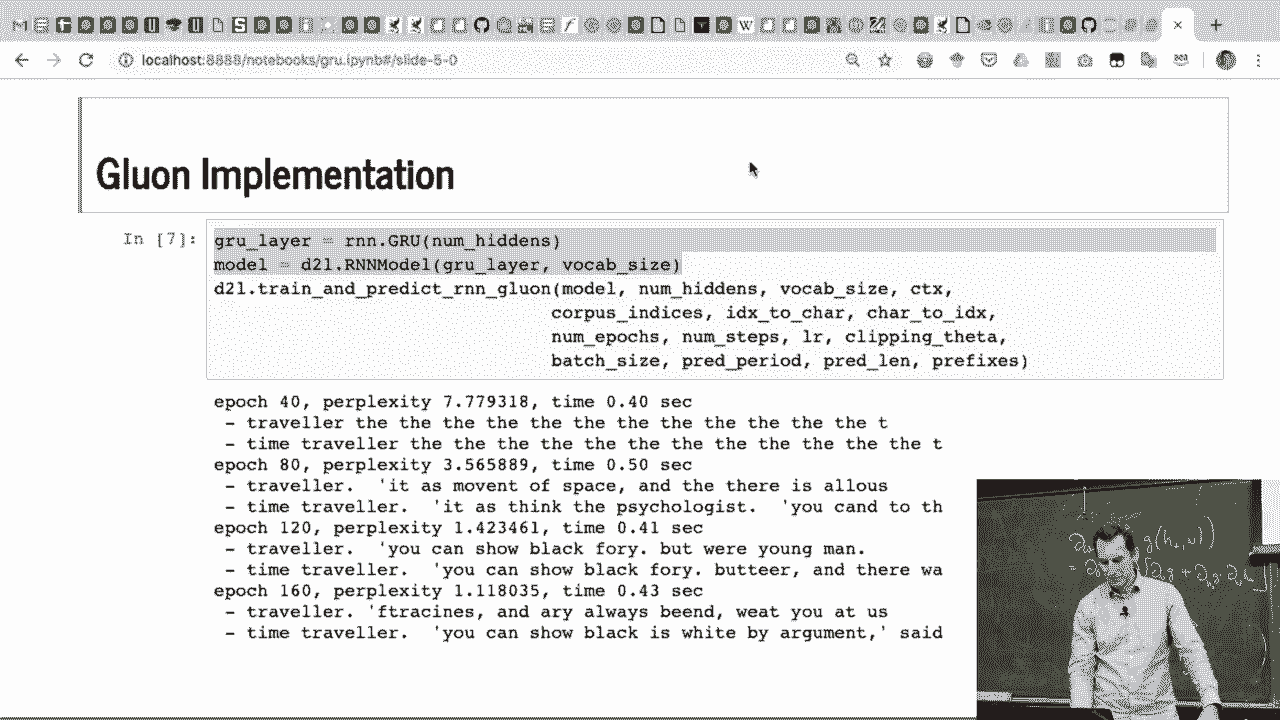 localhost:8888/notebooks/gru.ipynb#/slide-5-0
Gluon Implementation
In [7]:
gru_layer = rnn.GRU(num_hiddens)
model = d2l.RNNModel(gru_layer, vocab_size)
d2l.train_and_predict_rnn_gluon(model, num_hiddens, vocab_size, ctx,
corpus_indices, idx_to_char, char_to_idx,
num_epochs, num_steps, lr, clipping_theta,
batch_size, pred_period, pred_len, prefixes)
epoch 40, perplexity 7.779318, time 0.40 sec
- traveller the the the the the the the the the the the the t
- time traveller the the the the the the the the the the the the t
epoch 80, perplexity 3.565889, time 0.50 sec
- traveller.  'it as movent of space, and the there is allous
- time traveller.  'it as think the psychologist.  'you cand to th
epoch 120, perplexity 1.423461, time 0.41 sec
- traveller.  'you can show black fory. but were young man.
- time traveller.  'you can show black fory. butteer, and there wa
epoch 160, perplexity 1.118035, time 0.43 sec
- traveller. 'ftracines, and ary always beend, weat you at us
- time traveller.  'you can show black is white by argument,' said